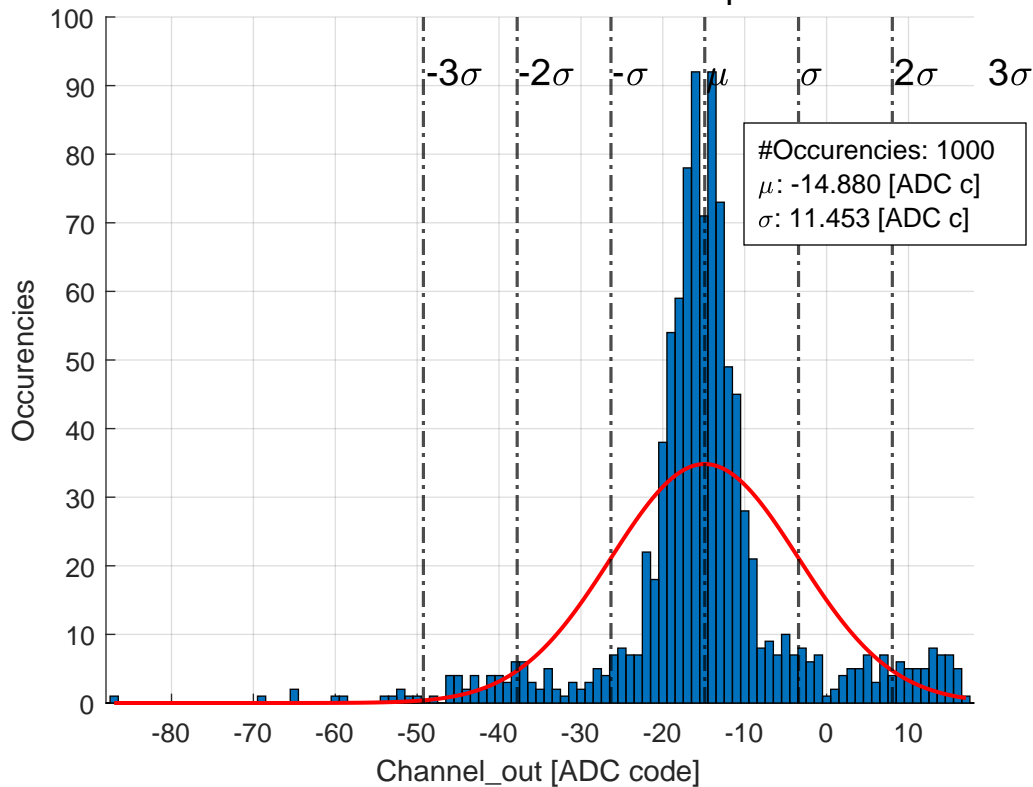 -3σ -2σ -σ μ σ 2σ 3σ
#Occurencies: 1000
μ: -14.880 [ADC c]
σ: 11.453 [ADC c]
100
90
80
70
60
50
40
30
20
10
0
Occurencies
-80 -70 -60 -50 -40 -30 -20 -10 0 10
Channel_out [ADC code]